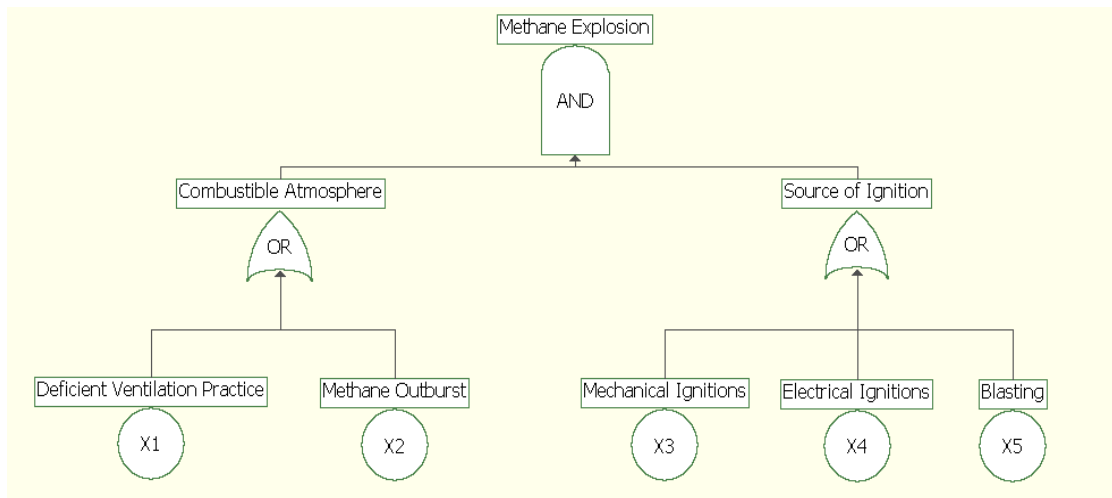 Methane Explosion
AND
Combustible Atmosphere
Source of Ignition
OR
OR
Deficient Ventilation Practice
Methane Outburst
Mechanical Ignitions
Electrical Ignitions
Blasting
X1
X2
X3
X4
X5